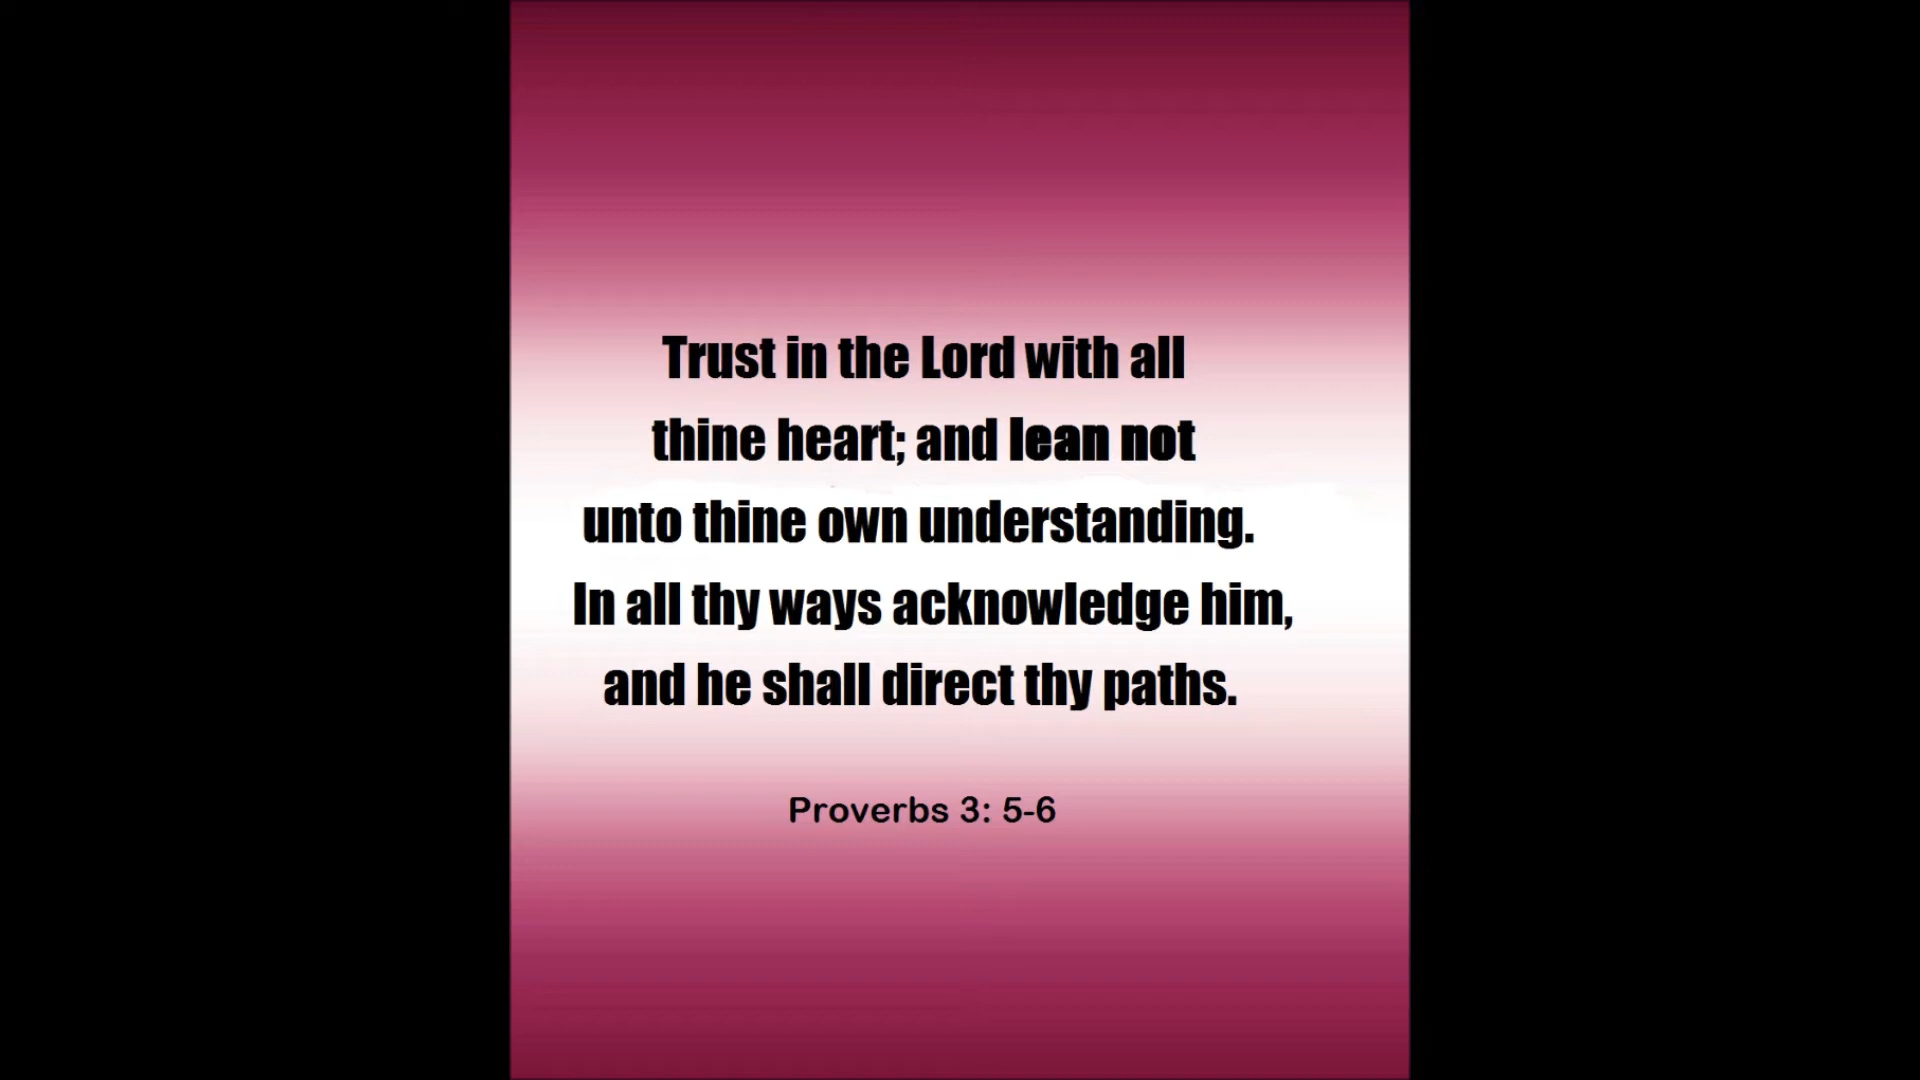 Trust in the Lord with all
thine heart; and lean not
unto thine own understanding.
In all thy ways acknowledge him,
and he shall direct thy paths.
Proverbs 3: 5-6